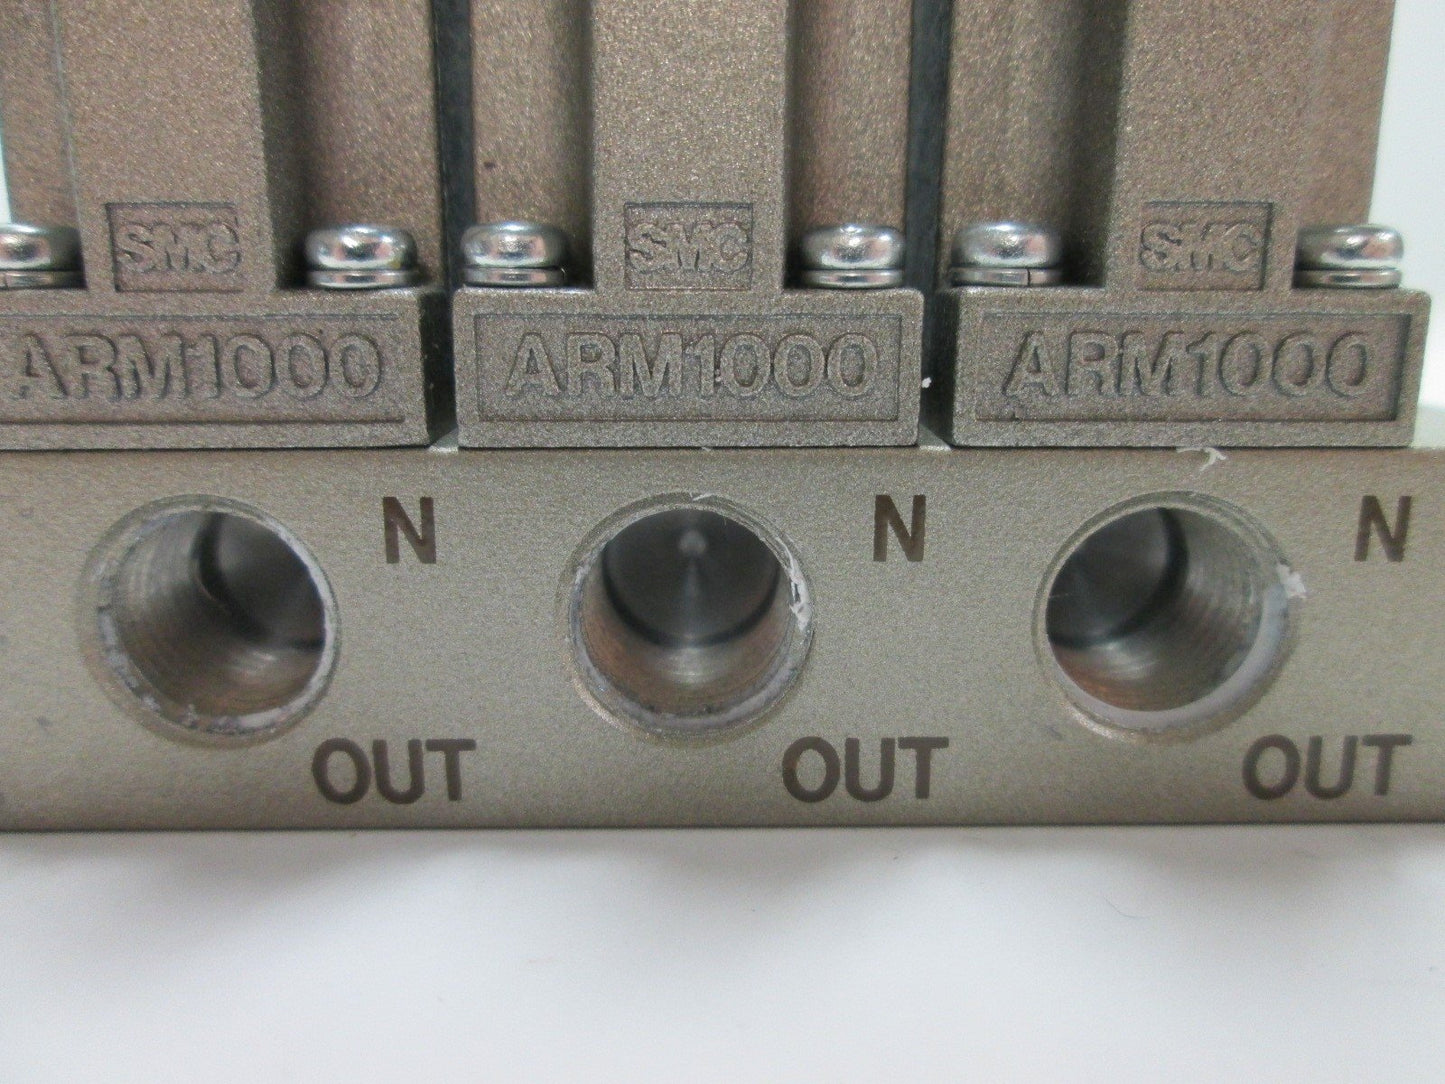 SMC SMC SMC
ARM1000 ARM1000 ARM1000
N N N
OUT OUT OUT